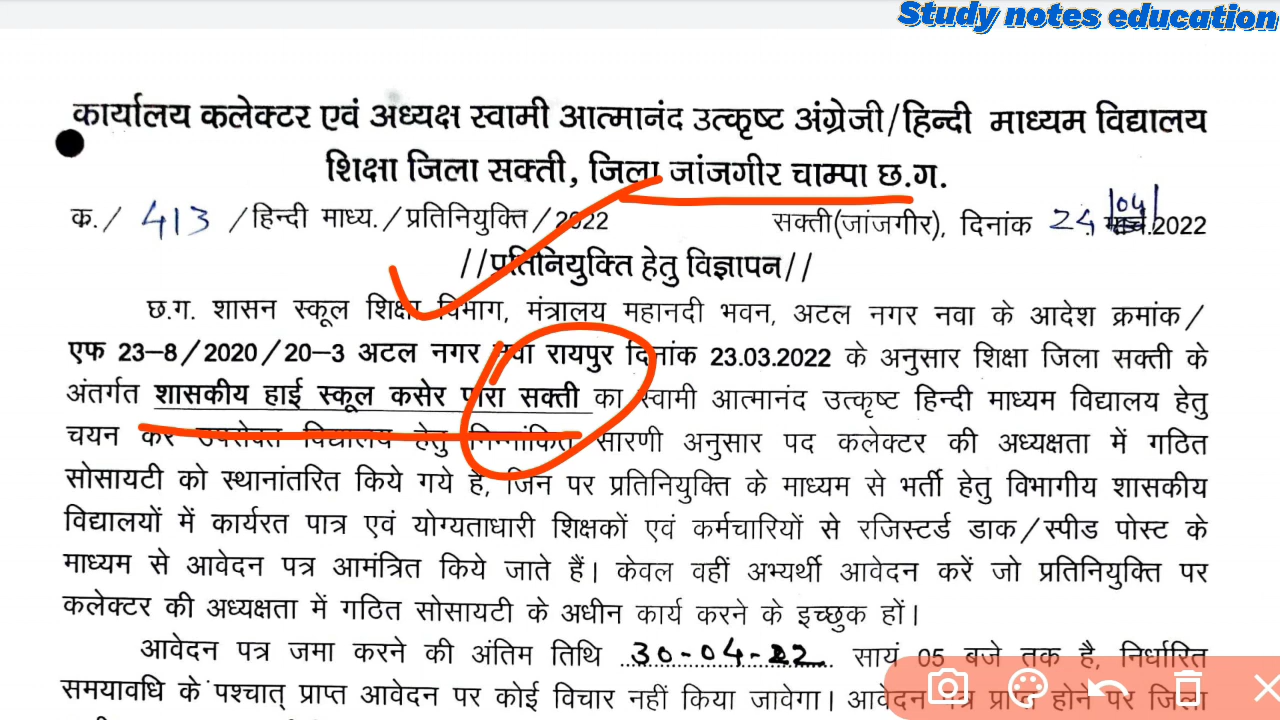 Study notes education
कार्यालय कलेक्टर एवं अध्यक्ष स्वामी आत्मानंद उत्कृष्ट अंग्रेजी/हिन्दी माध्यम विद्यालय
शिक्षा जिला सक्ती, जिला जांजगीर चाम्पा छ.ग.
क./ 413 /हिन्दी माध्य./प्रतिनियुक्ति/2022 सक्ती(जांजगीर), दिनांक 24 /04/ .2022
//प्रतिनियुक्ति हेतु विज्ञापन//
छ.ग. शासन स्कूल शिक्षा विभाग, मंत्रालय महानदी भवन, अटल नगर नवा के आदेश क्रमांक/
एफ 23–8/2020/20–3 अटल नगर नवा रायपुर दिनांक 23.03.2022 के अनुसार शिक्षा जिला सक्ती के
अंतर्गत शासकीय हाई स्कूल कसेर पारा सक्ती का स्वामी आत्मानंद उत्कृष्ट हिन्दी माध्यम विद्यालय हेतु
चयन कर उपरोक्त विद्यालय हेतु निम्नांकित सारणी अनुसार पद कलेक्टर की अध्यक्षता में गठित
सोसायटी को स्थानांतरित किये गये है, जिन पर प्रतिनियुक्ति के माध्यम से भर्ती हेतु विभागीय शासकीय
विद्यालयों में कार्यरत पात्र एवं योग्यताधारी शिक्षकों एवं कर्मचारियों से रजिस्टर्ड डाक/स्पीड पोस्ट के
माध्यम से आवेदन पत्र आमंत्रित किये जाते हैं। केवल वहीं अभ्यर्थी आवेदन करें जो प्रतिनियुक्ति पर
कलेक्टर की अध्यक्षता में गठित सोसायटी के अधीन कार्य करने के इच्छुक हों।
आवेदन पत्र जमा करने की अंतिम तिथि 30-04-22 सायं 05 बजे तक है, निर्धारित
समयावधि के पश्चात् प्राप्त आवेदन पर कोई विचार नहीं किया जावेगा। आवेदन पत्र प्राप्त होने पर जिला